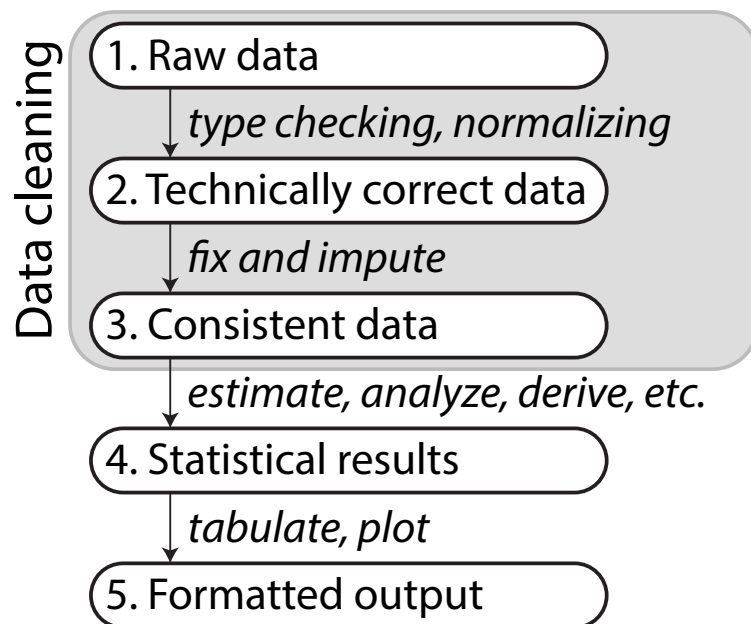 Data cleaning
1. Raw data
type checking, normalizing
2. Technically correct data
fix and impute
3. Consistent data
estimate, analyze, derive, etc.
4. Statistical results
tabulate, plot
5. Formatted output